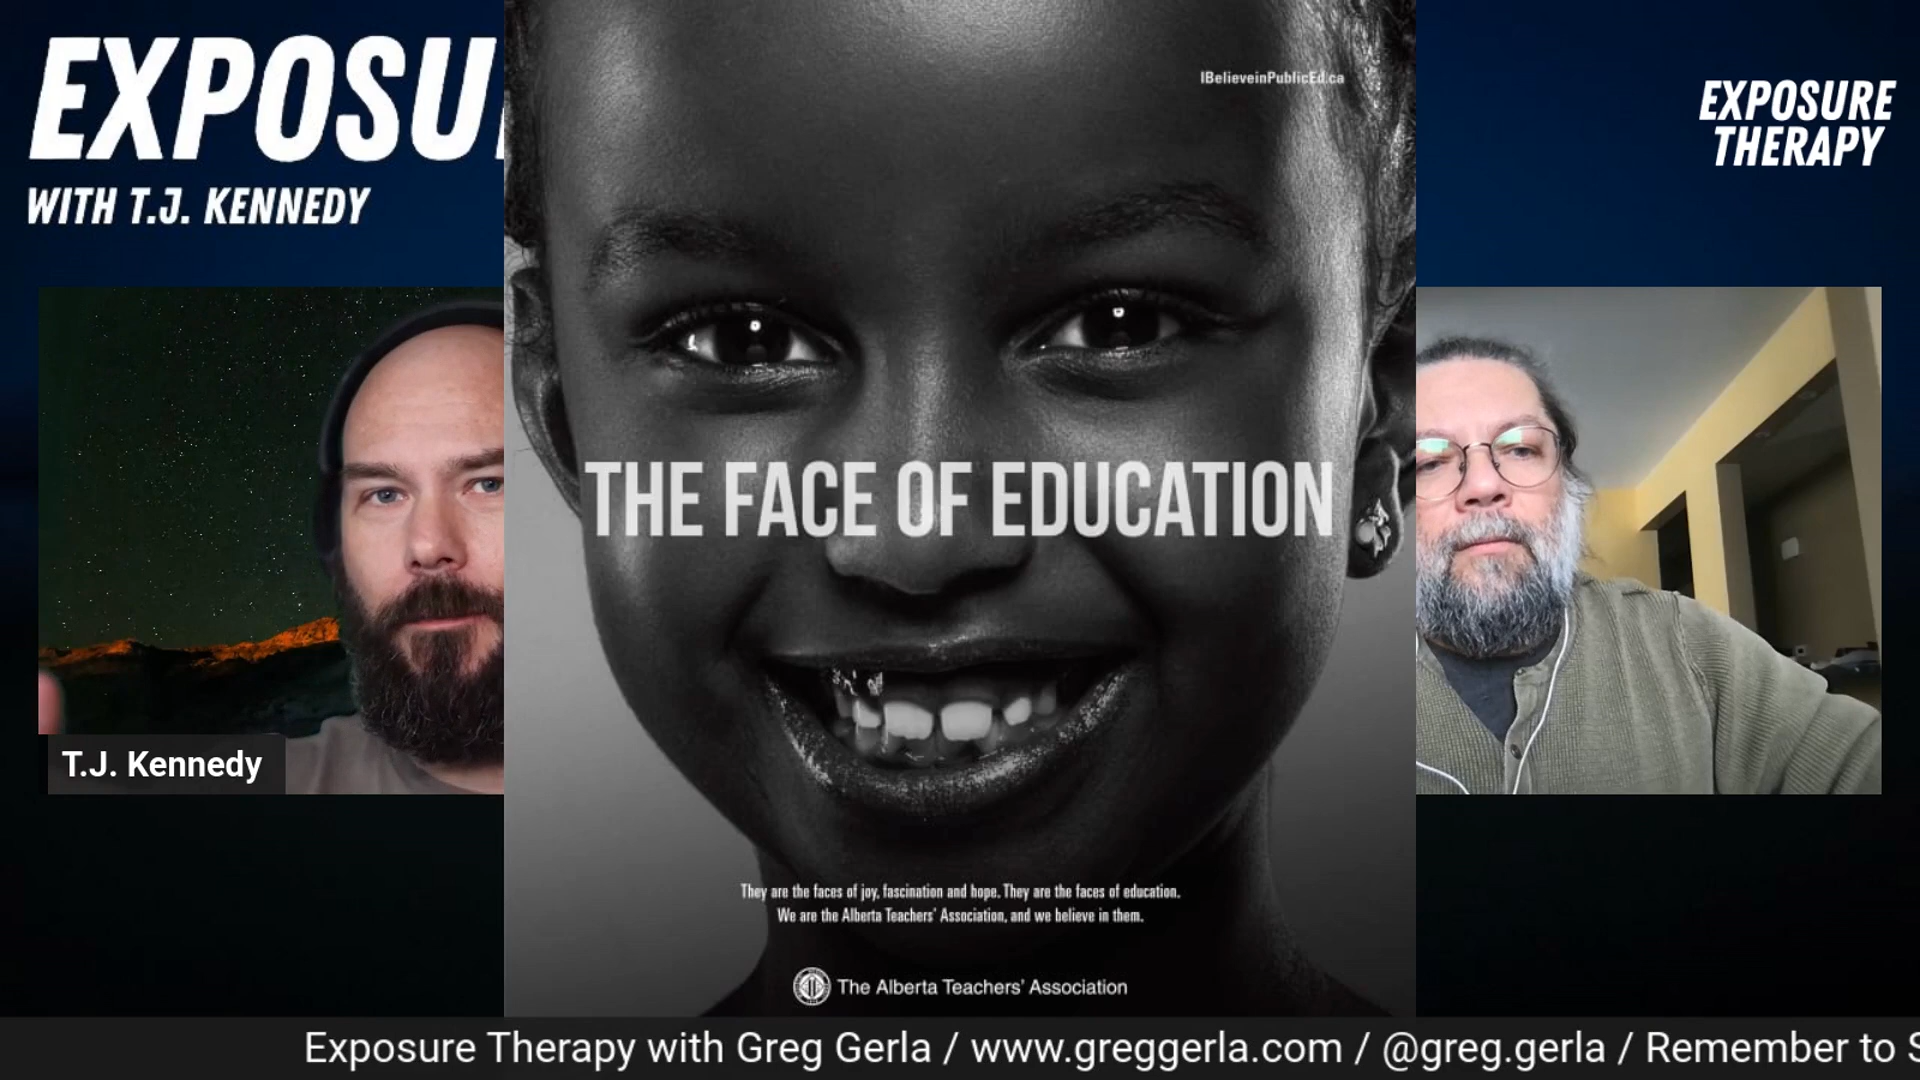 EXPOSU
WITH T.J. KENNEDY
IBelieveinPublicEd.ca
EXPOSURE
THERAPY
THE FACE OF EDUCATION
T.J. Kennedy
They are the faces of joy, fascination and hope. They are the faces of education.
We are the Alberta Teachers' Association, and we believe in them.
The Alberta Teachers' Association
Exposure Therapy with Greg Gerla / www.greggerla.com / @greg.gerla / Remember to S